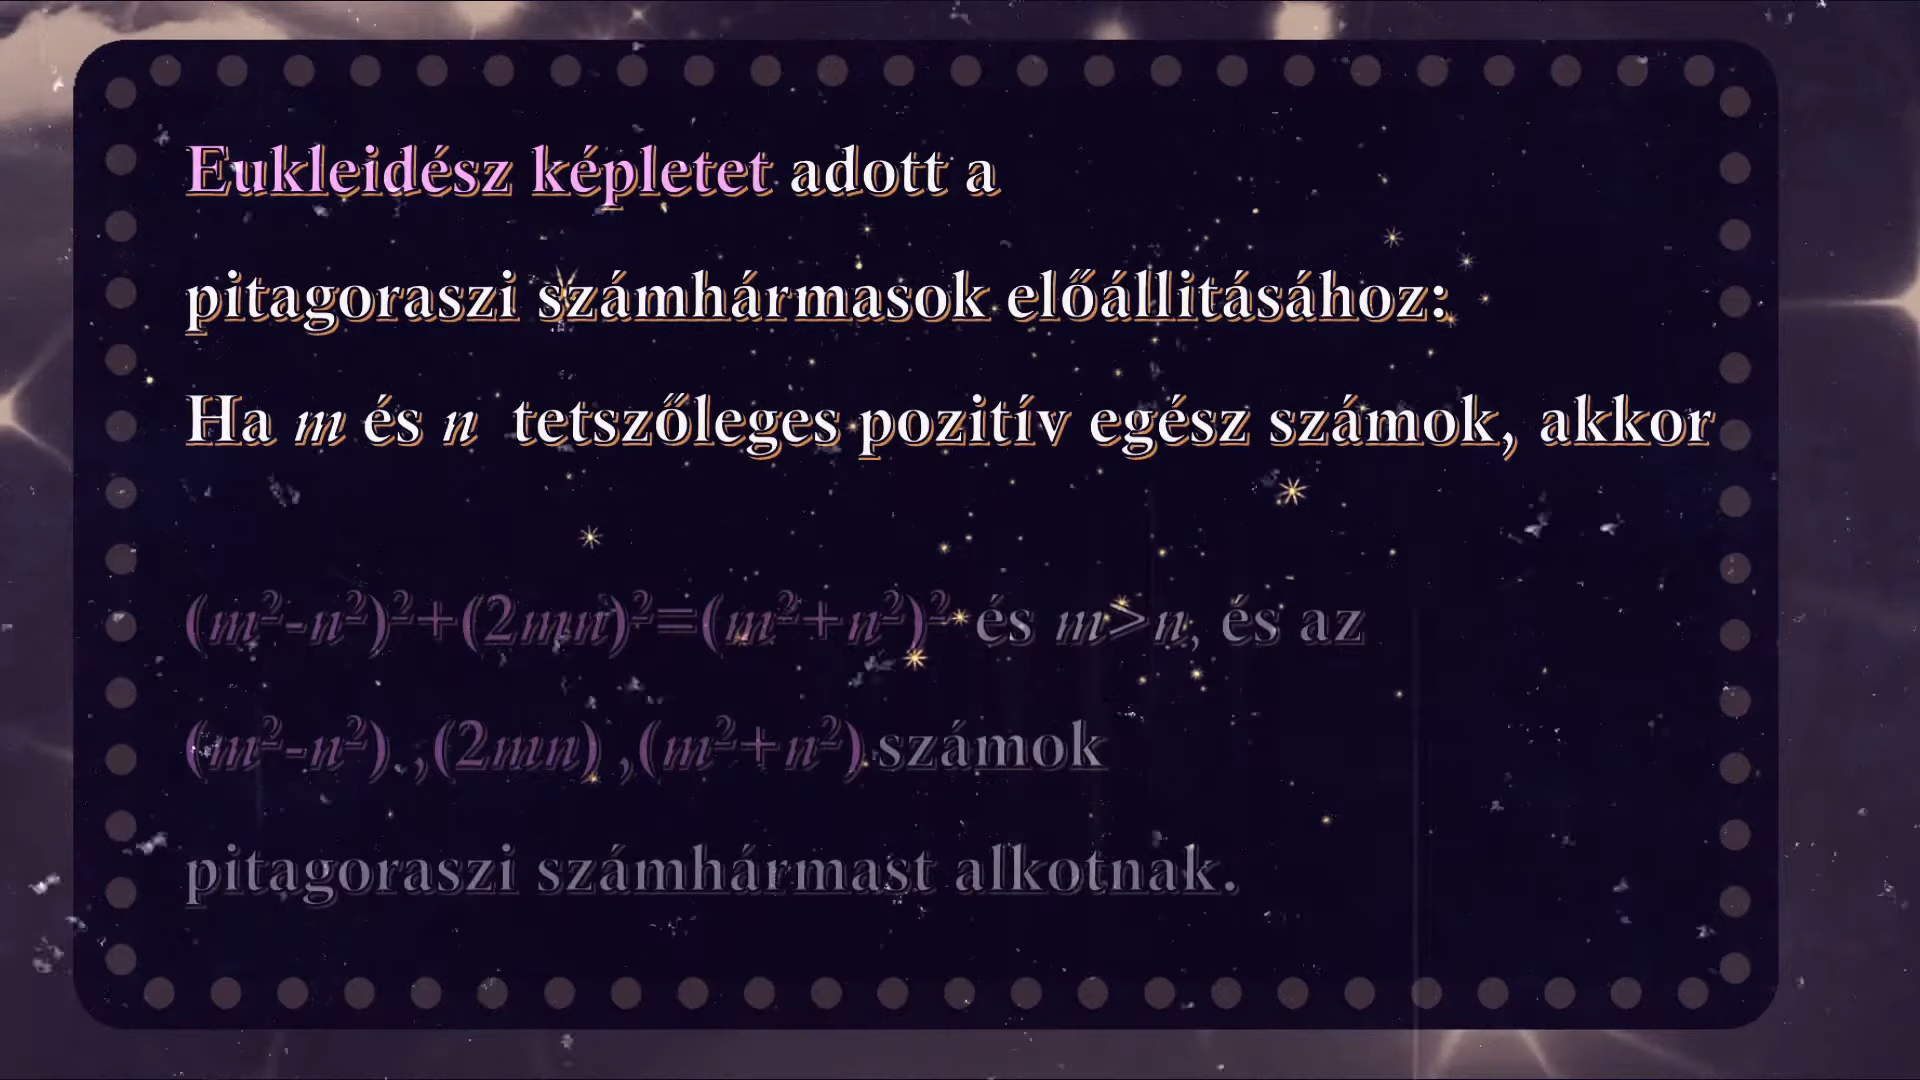 Eukleidész képletet adott a
pitagoraszi számhármasok előállitásához:
Ha m és n tetszőleges pozitív egész számok, akkor
(m²-n²)²+(2mn)²=(m²+n²)² és m>n, és az
(m²-n²) ,(2mn) ,(m²+n²) számok
pitagoraszi számhármast alkotnak.